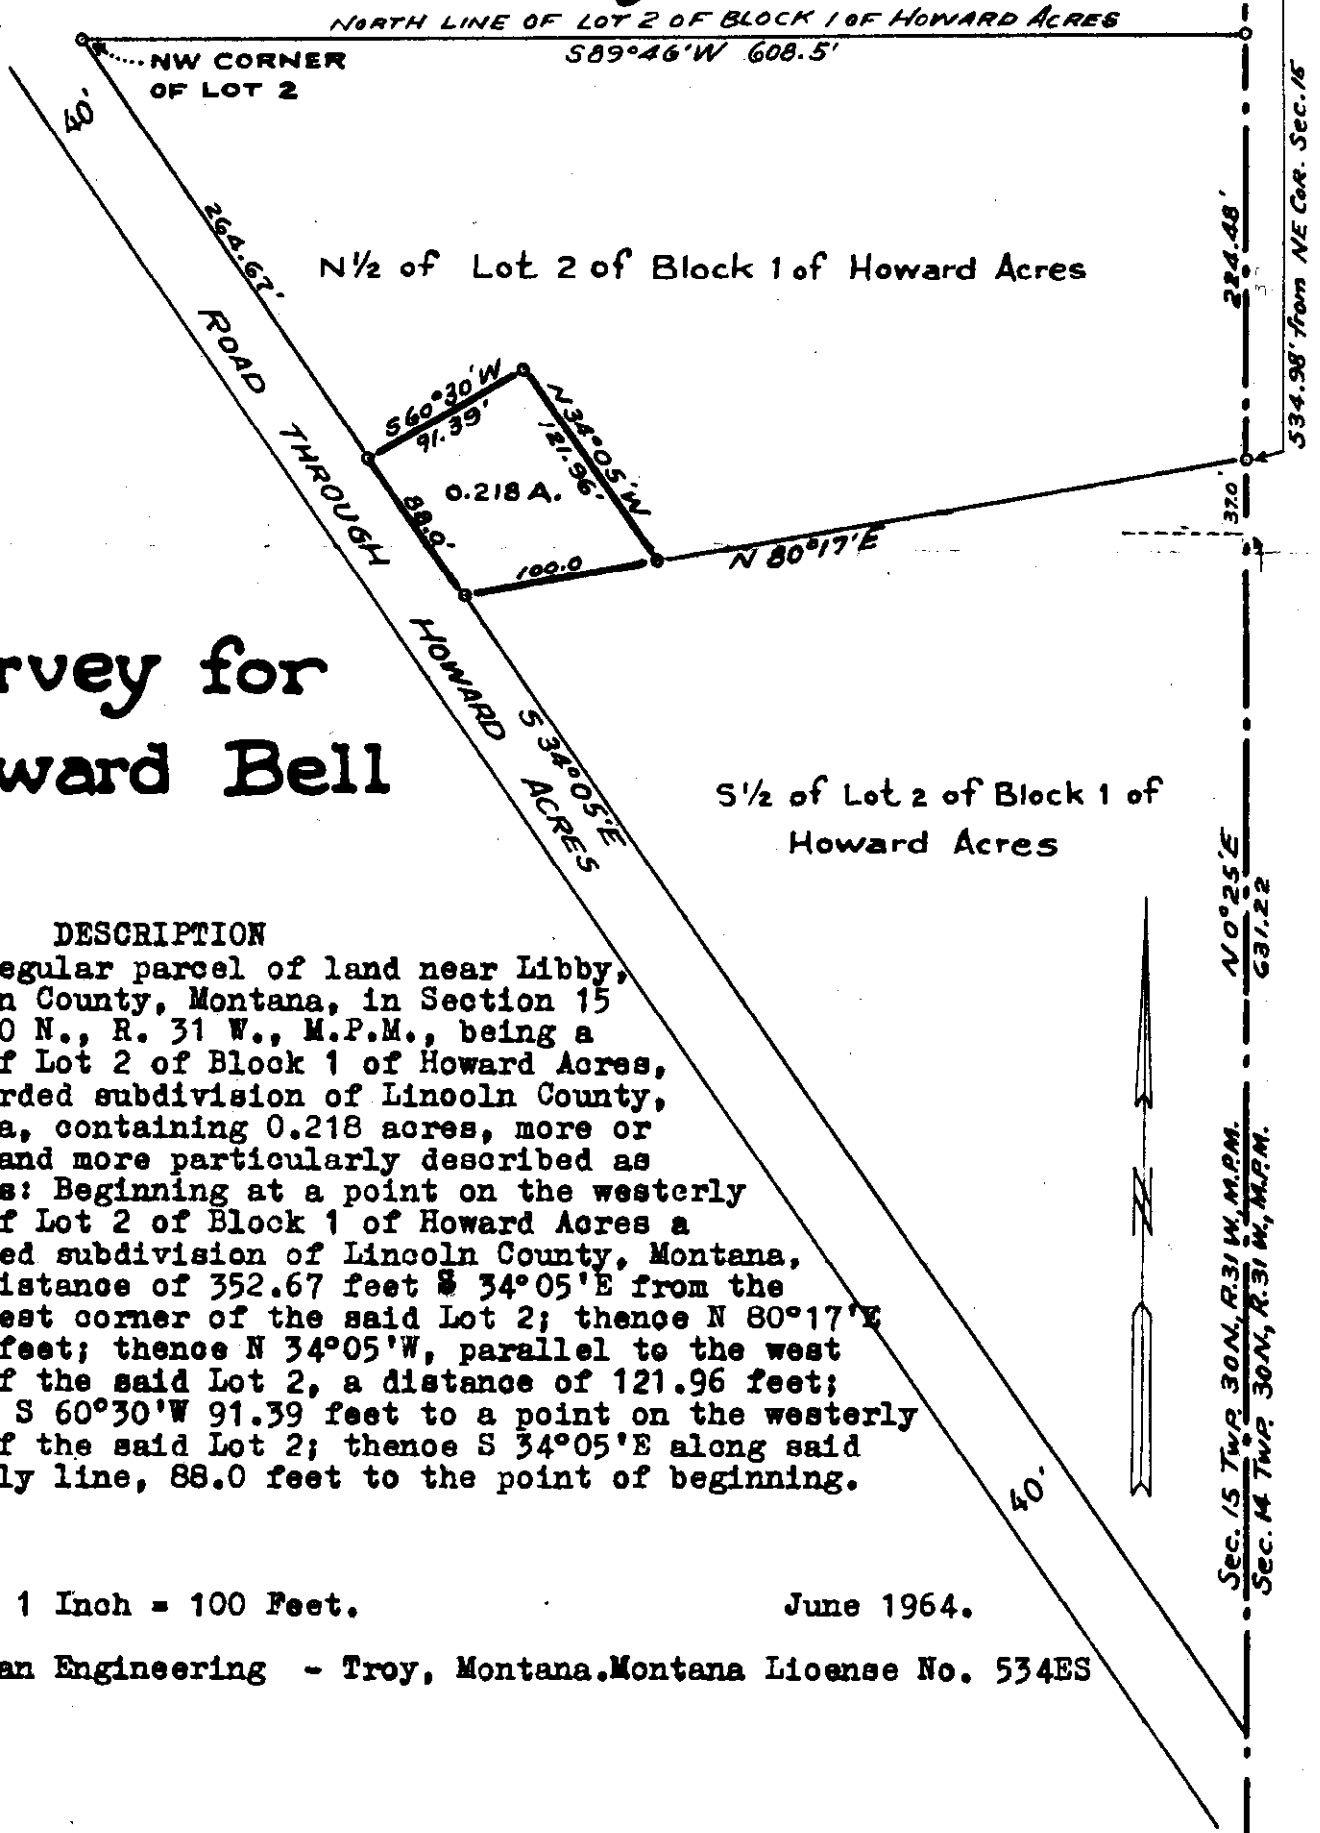 NORTH LINE OF LOT 2 OF BLOCK 1 OF HOWARD ACRES
S89°46'W 608.5'
NW CORNER
OF LOT 2
40'
264.67'
N½ of Lot 2 of Block 1 of Howard Acres
224.48'
534.98' from NE Cor. Sec. 15
S60°30'W
91.39'
N34°05'W
121.96'
0.218 A.
88.0'
100.0
N 80°17'E
37.0'
ROAD THROUGH HOWARD ACRES
S 34°05'E
rvey for
ward Bell
S½ of Lot 2 of Block 1 of
Howard Acres
N0°25'E
631.22
DESCRIPTION
egular parcel of land near Libby,
n County, Montana, in Section 15
0 N., R. 31 W., M.P.M., being a
f Lot 2 of Block 1 of Howard Acres,
rded subdivision of Lincoln County,
a, containing 0.218 acres, more or
and more particularly described as
s: Beginning at a point on the westerly
f Lot 2 of Block 1 of Howard Acres a
ed subdivision of Lincoln County, Montana,
istance of 352.67 feet S 34°05'E from the
est corner of the said Lot 2; thence N 80°17'E
feet; thence N 34°05'W, parallel to the west
f the said Lot 2, a distance of 121.96 feet;
S 60°30'W 91.39 feet to a point on the westerly
f the said Lot 2; thence S 34°05'E along said
ly line, 88.0 feet to the point of beginning.
N
Sec. 15 TWP. 30N., R.31 W. M.P.M.
Sec. 14 TWP. 30N., R.31 W., M.P.M.
40'
1 Inch = 100 Feet.
June 1964.
an Engineering - Troy, Montana.Montana License No. 534ES